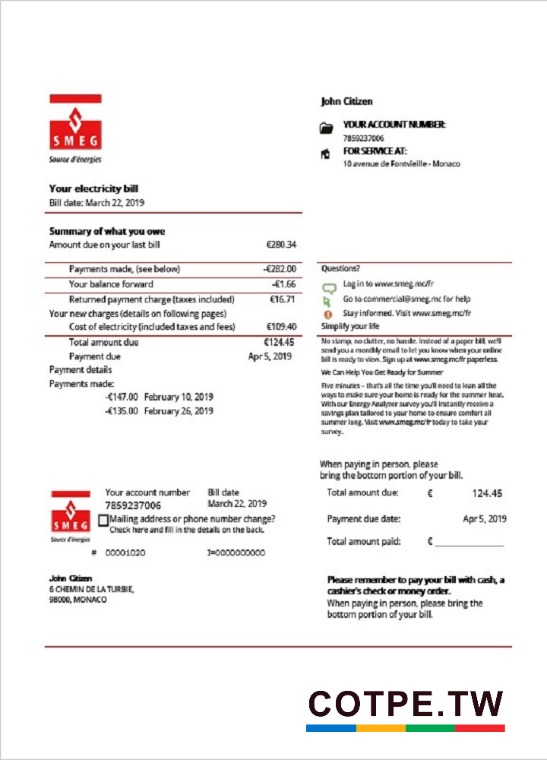 SMEG
Source d'énergies
John Citizen
YOUR ACCOUNT NUMBER:
7859237006
FOR SERVICE AT:
10 avenue de Fontvieille - Monaco
Your electricity bill
Bill date: March 22, 2019
Summary of what you owe
Amount due on your last bill €280.34
Payments made, (see below) -€282.00
Your balance forward -€1.66
Returned payment charge (taxes included) €16.71
Your new charges (details on following pages)
Cost of electricity (included taxes and fees) €109.40
Total amount due €124.45
Payment due Apr 5, 2019
Payment details
Payments made:
-€147.00 February 10, 2019
-€135.00 February 26, 2019
Questions?
Log in to www.smeg.mc/fr
Go to commercial@smeg.mc for help
Stay informed. Visit www.smeg.mc/fr
Simplify your life
No stamp, no clutter, no hassle. Instead of a paper bill, we'll
send you a monthly email to let you know when your online
bill is ready to view. Sign up at www.smeg.mc/fr paperless.
We Can Help You Get Ready for Summer
Five minutes – that's all the time you'll need to lean all the
ways to make sure your home is ready for the summer heat.
With our Energy Analyzer survey you'll instantly receive a
savings plan tailored to your home to ensure comfort all
summer long. Visit www.smeg.mc/fr today to take your
survey.
When paying in person, please
bring the bottom portion of your bill.
SMEG
Source d'énergies
Your account number Bill date
7859237006 March 22, 2019
Mailing address or phone number change?
Check here and fill in the details on the back.
# 00001020 J=0000000000
Total amount due: € 124.45
Payment due date: Apr 5, 2019
Total amount paid: €
John Citizen
6 CHEMIN DE LA TURBIE,
98000, MONACO
Please remember to pay your bill with cash, a
cashier's check or money order.
When paying in person, please bring the
bottom portion of your bill.
COTPE.TW